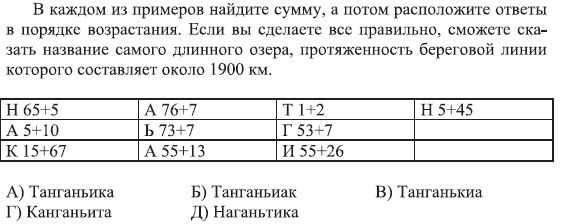 В каждом из примеров найдите сумму, а потом расположите ответы
в порядке возрастания. Если вы сделаете все правильно, сможете ска-
зать название самого длинного озера, протяженность береговой линии
которого составляет около 1900 км.
Н 65+5 А 76+7 Т 1+2 Н 5+45
А 5+10 Ь 73+7 Г 53+7
К 15+67 А 55+13 И 55+26
А) Танганьика Б) Танганьиак В) Танганькиа
Г) Канганьита Д) Наганьтика